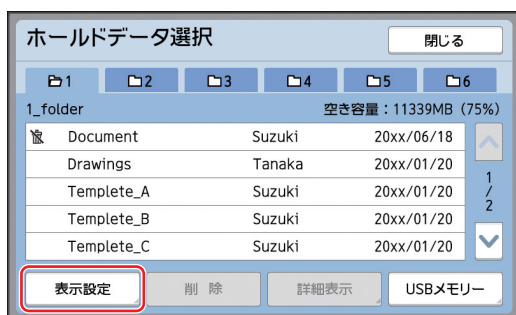 ホールドデータ選択 閉じる
1 2 3 4 5 6
1_folder 空き容量：11339MB（75%）
Document Suzuki 20xx/06/18
Drawings Tanaka 20xx/01/20
Templete_A Suzuki 20xx/01/20
Templete_B Suzuki 20xx/01/20
Templete_C Suzuki 20xx/01/20
1/2
表示設定 削 除 詳細表示 USBメモリー